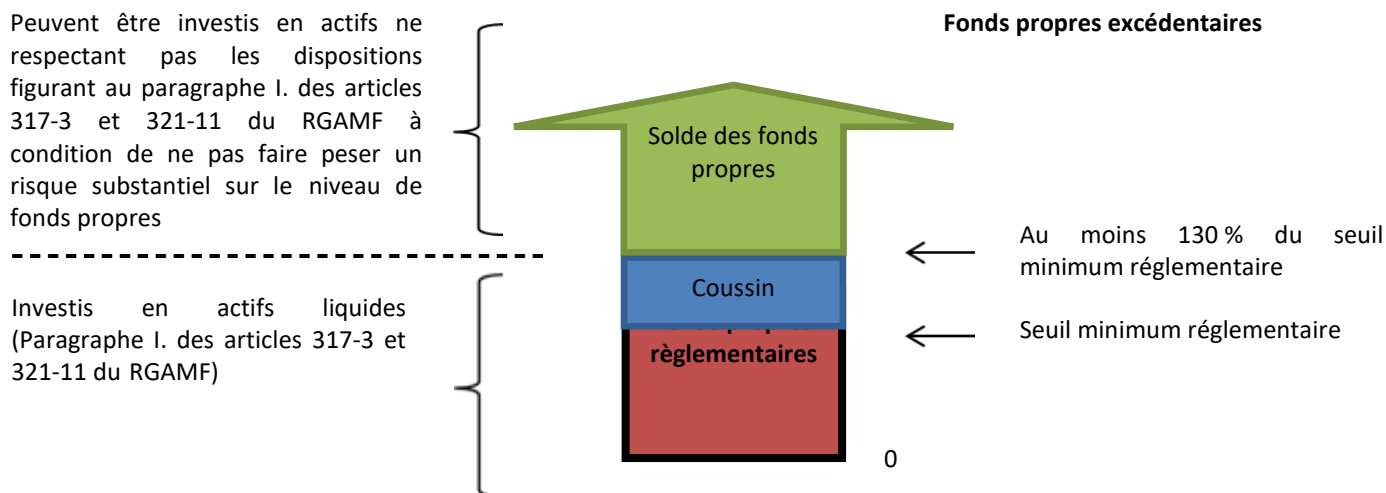 Peuvent être investis en actifs ne
respectant pas les dispositions
figurant au paragraphe I. des articles
317-3 et 321-11 du RGAMF à
condition de ne pas faire peser un
risque substantiel sur le niveau de
fonds propres
Fonds propres excédentaires
Solde des fonds
propres
Au moins 130 % du seuil
minimum réglementaire
Coussin
Investis en actifs liquides
(Paragraphe I. des articles 317-3 et
321-11 du RGAMF)
Seuil minimum réglementaire
règlementaires
0